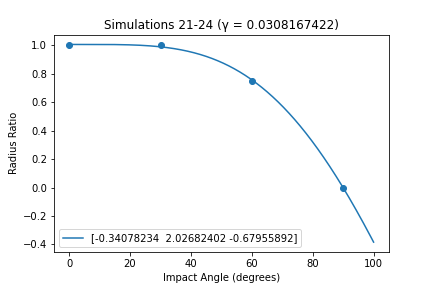 Simulations 21-24 (γ = 0.0308167422)
Radius Ratio
1.0
0.8
0.6
0.4
0.2
0.0
−0.2
−0.4
[-0.34078234  2.02682402 -0.67955892]
0 20 40 60 80 100
Impact Angle (degrees)